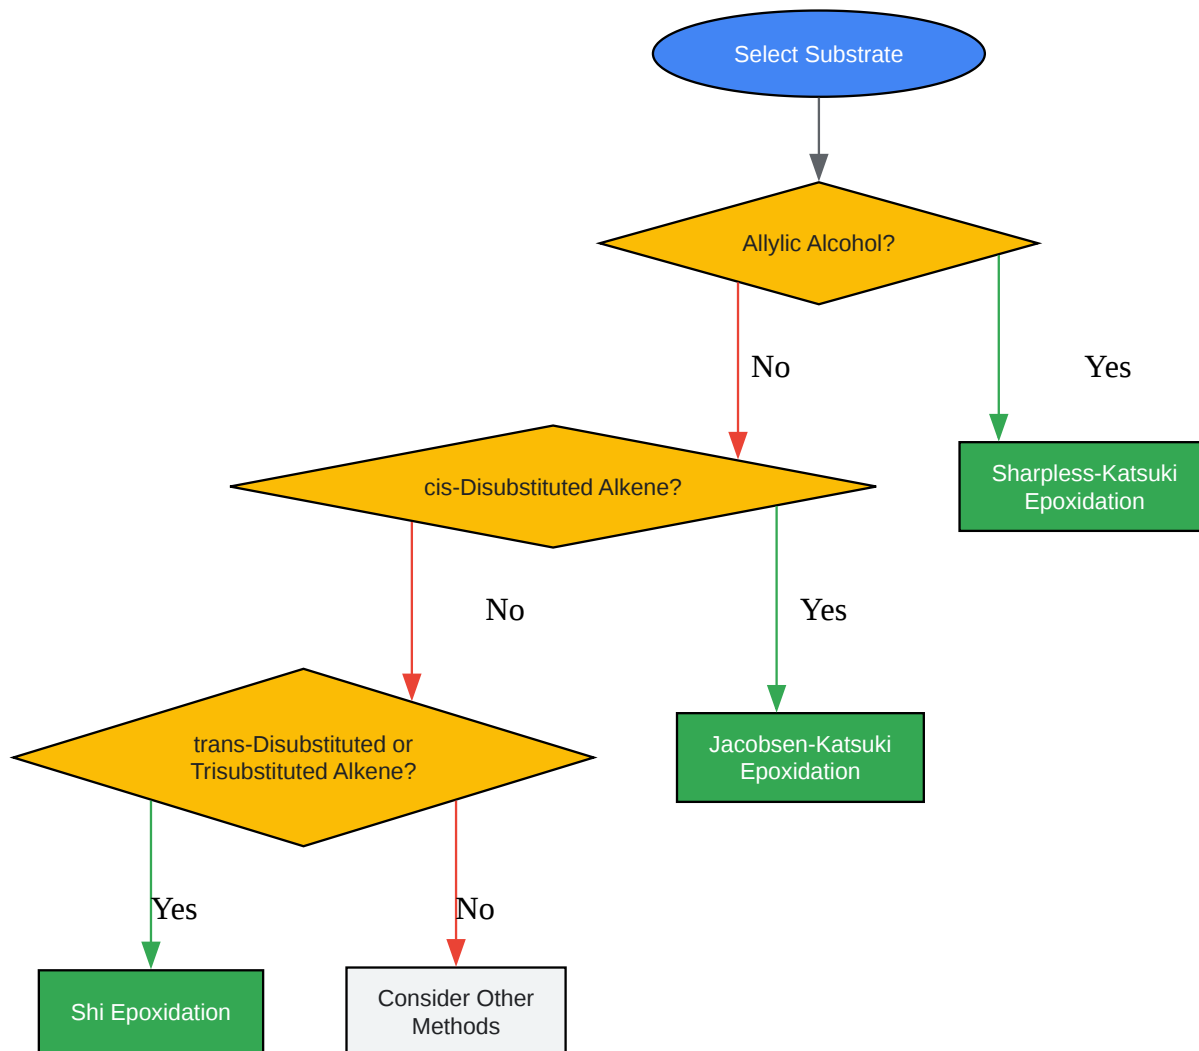 Select Substrate
Allylic Alcohol?
No
Yes
Sharpless-Katsuki
Epoxidation
cis-Disubstituted Alkene?
No
Yes
Jacobsen-Katsuki
Epoxidation
trans-Disubstituted or
Trisubstituted Alkene?
Yes
No
Shi Epoxidation
Consider Other
Methods